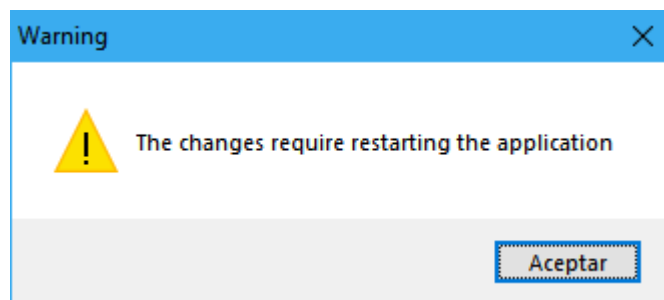 Warning
The changes require restarting the application
Aceptar